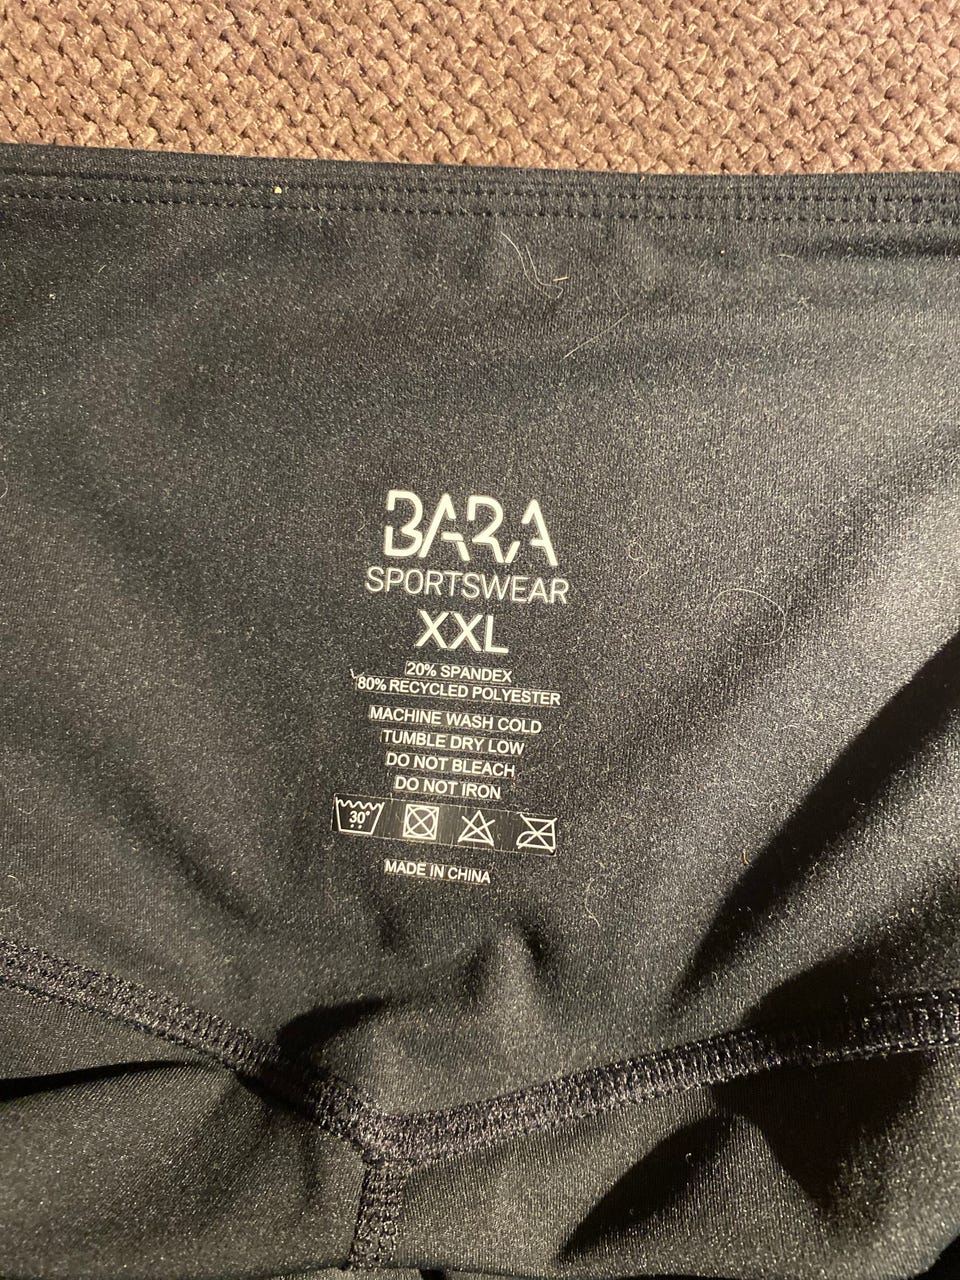 BARA
SPORTSWEAR
XXL
20% SPANDEX
80% RECYCLED POLYESTER
MACHINE WASH COLD
TUMBLE DRY LOW
DO NOT BLEACH
DO NOT IRON
30°
MADE IN CHINA